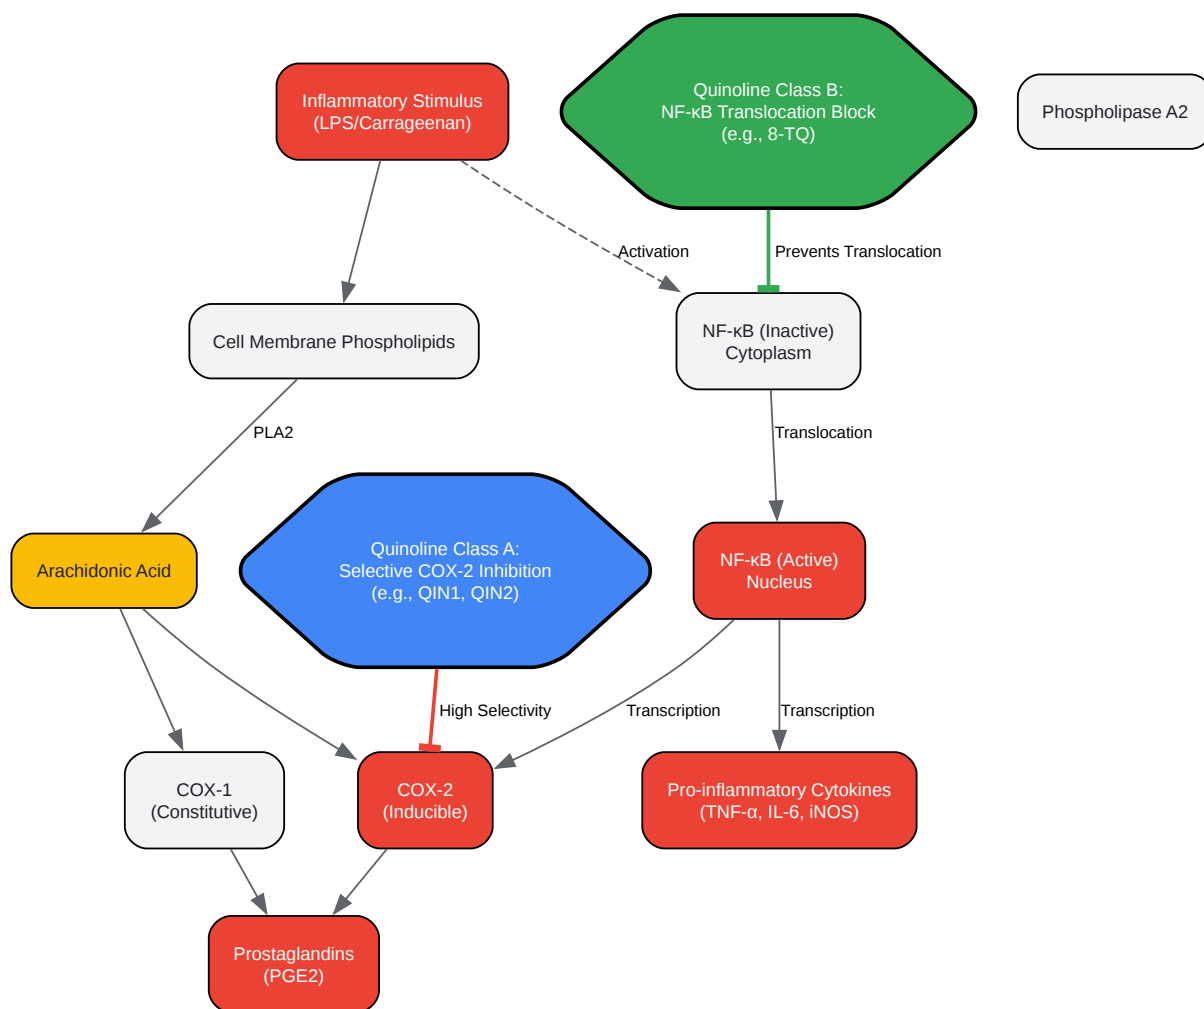 Inflammatory Stimulus
(LPS/Carrageenan)
Quinoline Class B:
NF-κB Translocation Block
(e.g., 8-TQ)
Phospholipase A2
Activation
Prevents Translocation
Cell Membrane Phospholipids
NF-κB (Inactive)
Cytoplasm
PLA2
Translocation
Arachidonic Acid
Quinoline Class A:
Selective COX-2 Inhibition
(e.g., QIN1, QIN2)
NF-κB (Active)
Nucleus
High Selectivity
Transcription
Transcription
COX-1
(Constitutive)
COX-2
(Inducible)
Pro-inflammatory Cytokines
(TNF-α, IL-6, iNOS)
Prostaglandins
(PGE2)